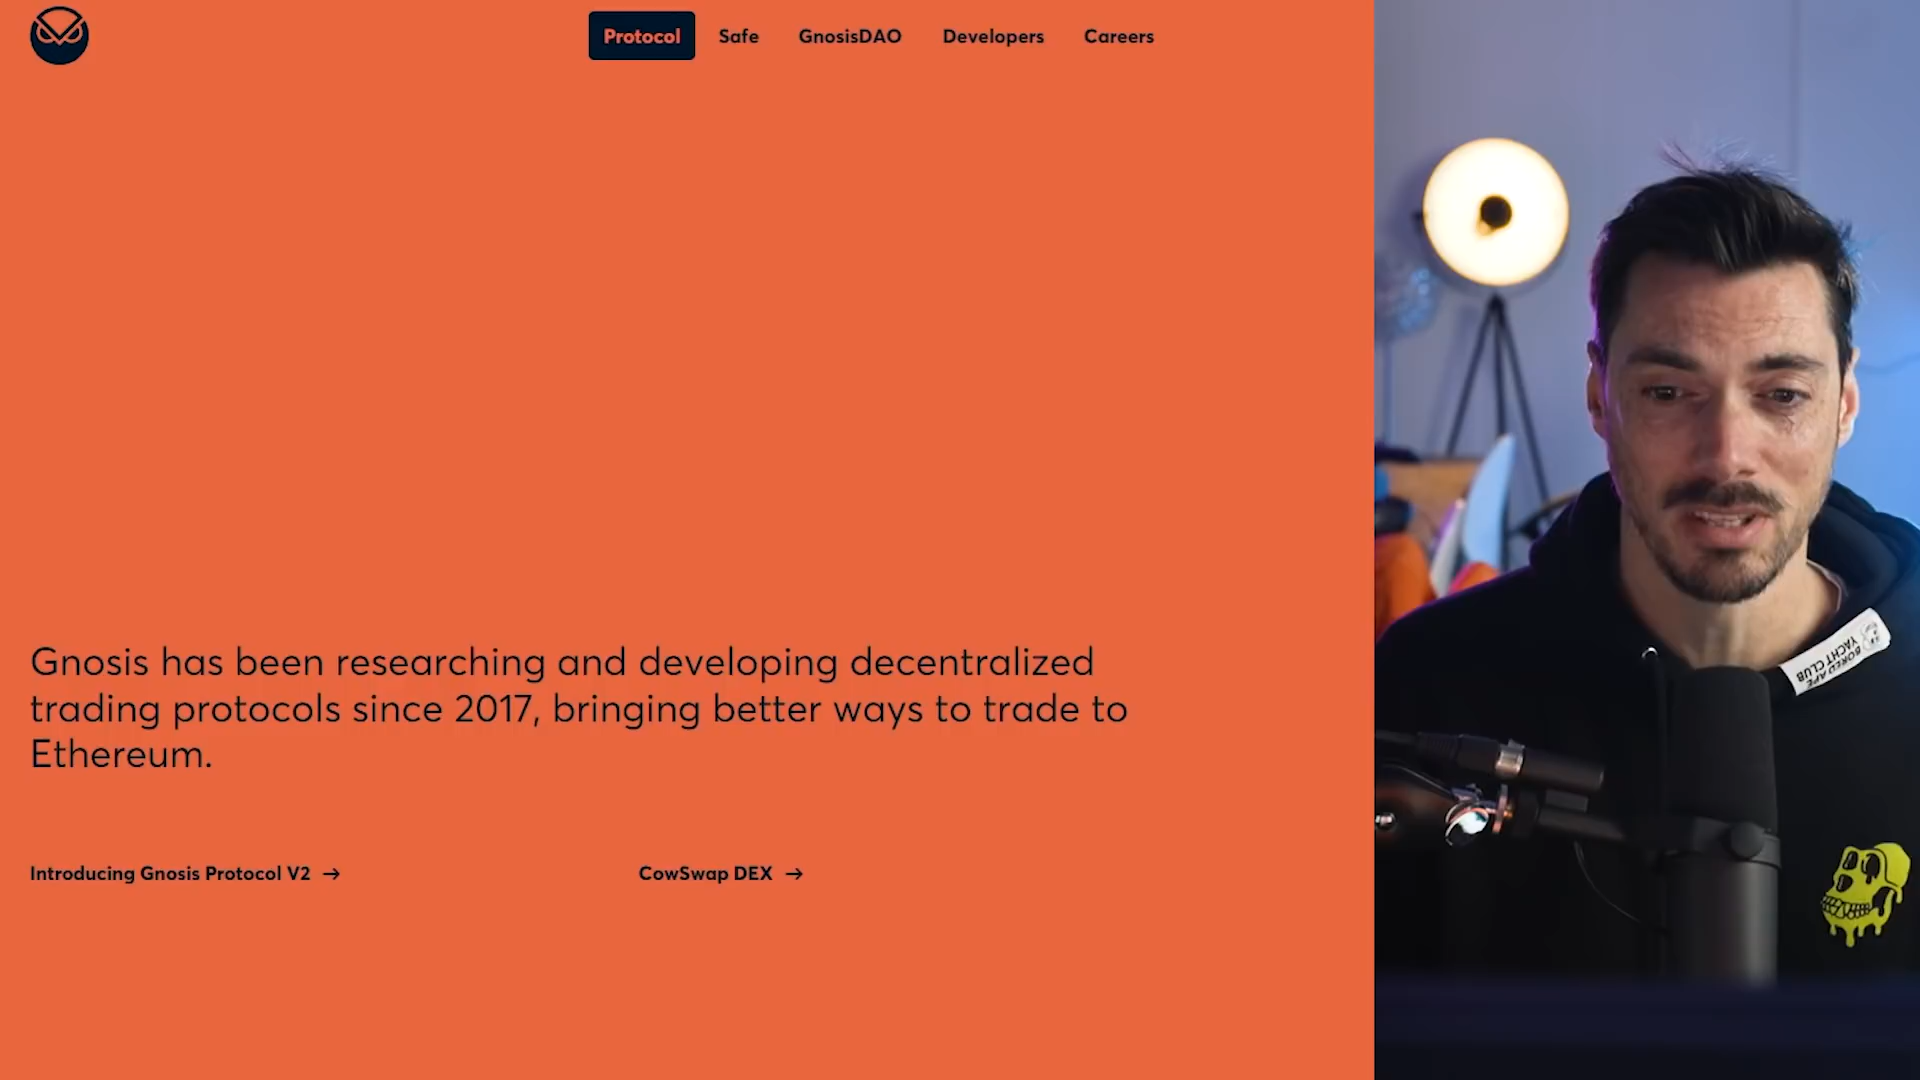 Protocol
Safe
GnosisDAO
Developers
Careers
Gnosis has been researching and developing decentralized
trading protocols since 2017, bringing better ways to trade to
Ethereum.
Introducing Gnosis Protocol V2 →
CowSwap DEX →
BORED APE
YACHT CLUB